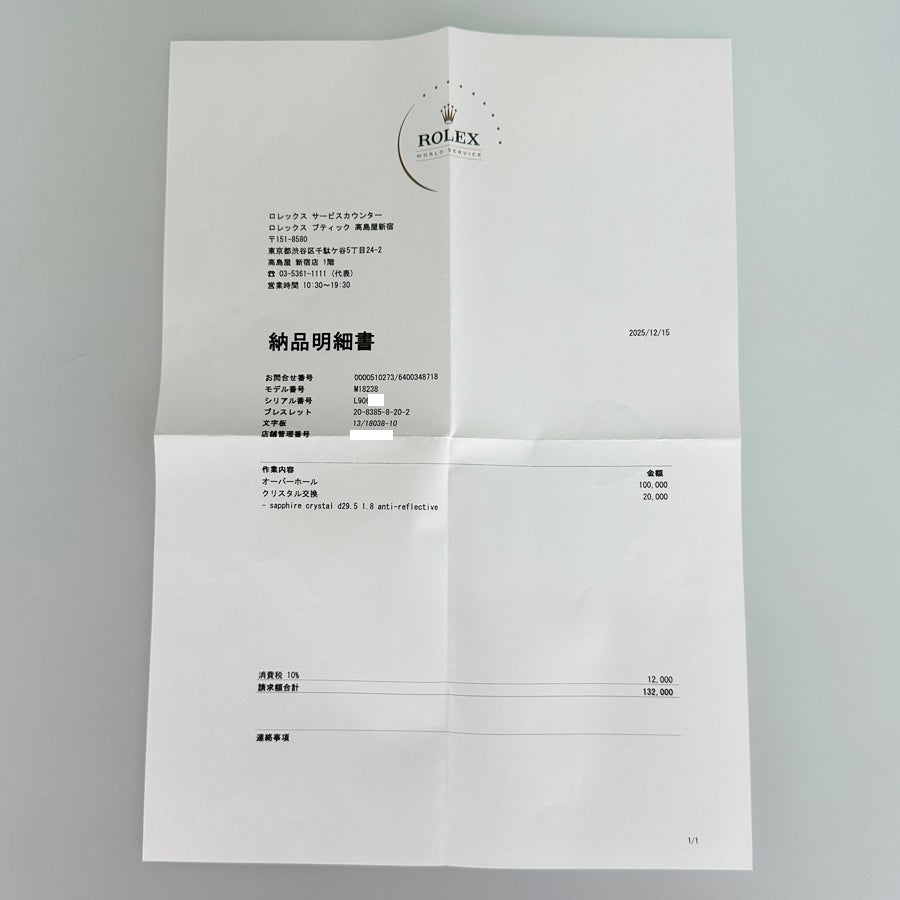 ROLEX
WORLD SERVICE
ロレックス サービスカウンター
ロレックス ブティック 髙島屋新宿
〒151-8580
東京都渋谷区千駄ケ谷5丁目24-2
髙島屋 新宿店 1階
☎ 03-5361-1111 (代表)
営業時間 10:30～19:30
2025/12/15
納品明細書
お問合せ番号 0000510273/6400348718
モデル番号 M18238
シリアル番号 L906
ブレスレット 20-8385-8-20-2
文字板 13/18038-10
店舗管理番号
作業内容 金額
オーバーホール 100,000
クリスタル交換 20,000
- sapphire crystal d29.5 1.8 anti-reflective
消費税 10% 12,000
請求額合計 132,000
連絡事項
1/1